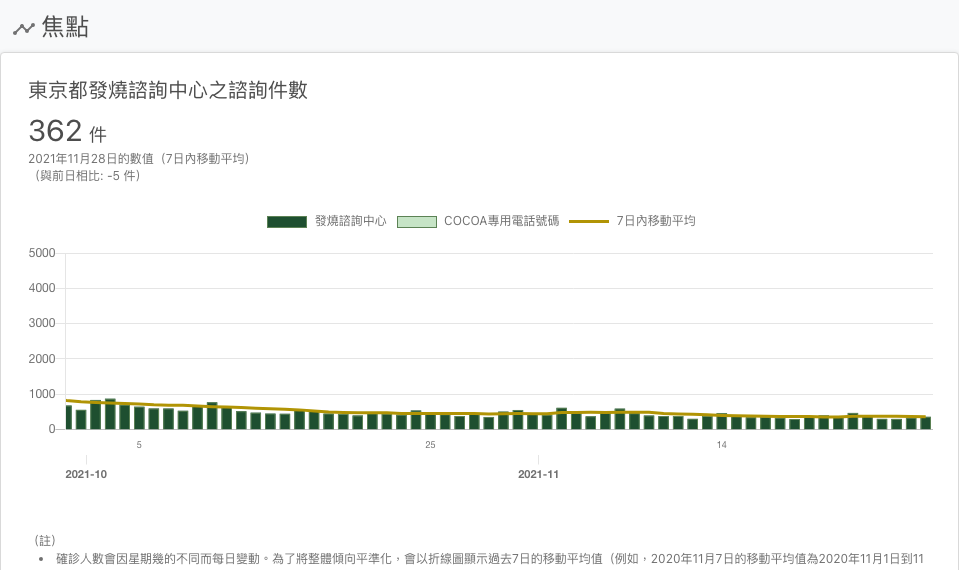 焦點
東京都發燒諮詢中心之諮詢件數
362 件
2021年11月28日的數值（7日內移動平均）
（與前日相比: -5 件）
發燒諮詢中心 COCOA專用電話號碼 7日內移動平均
5000
4000
3000
2000
1000
0
5 25 14
2021-10 2021-11
（註）
• 確診人數會因星期幾的不同而每日變動。為了將整體傾向平準化，會以折線圖顯示過去7日的移動平均值（例如，2020年11月7日的移動平均值為2020年11月1日到11